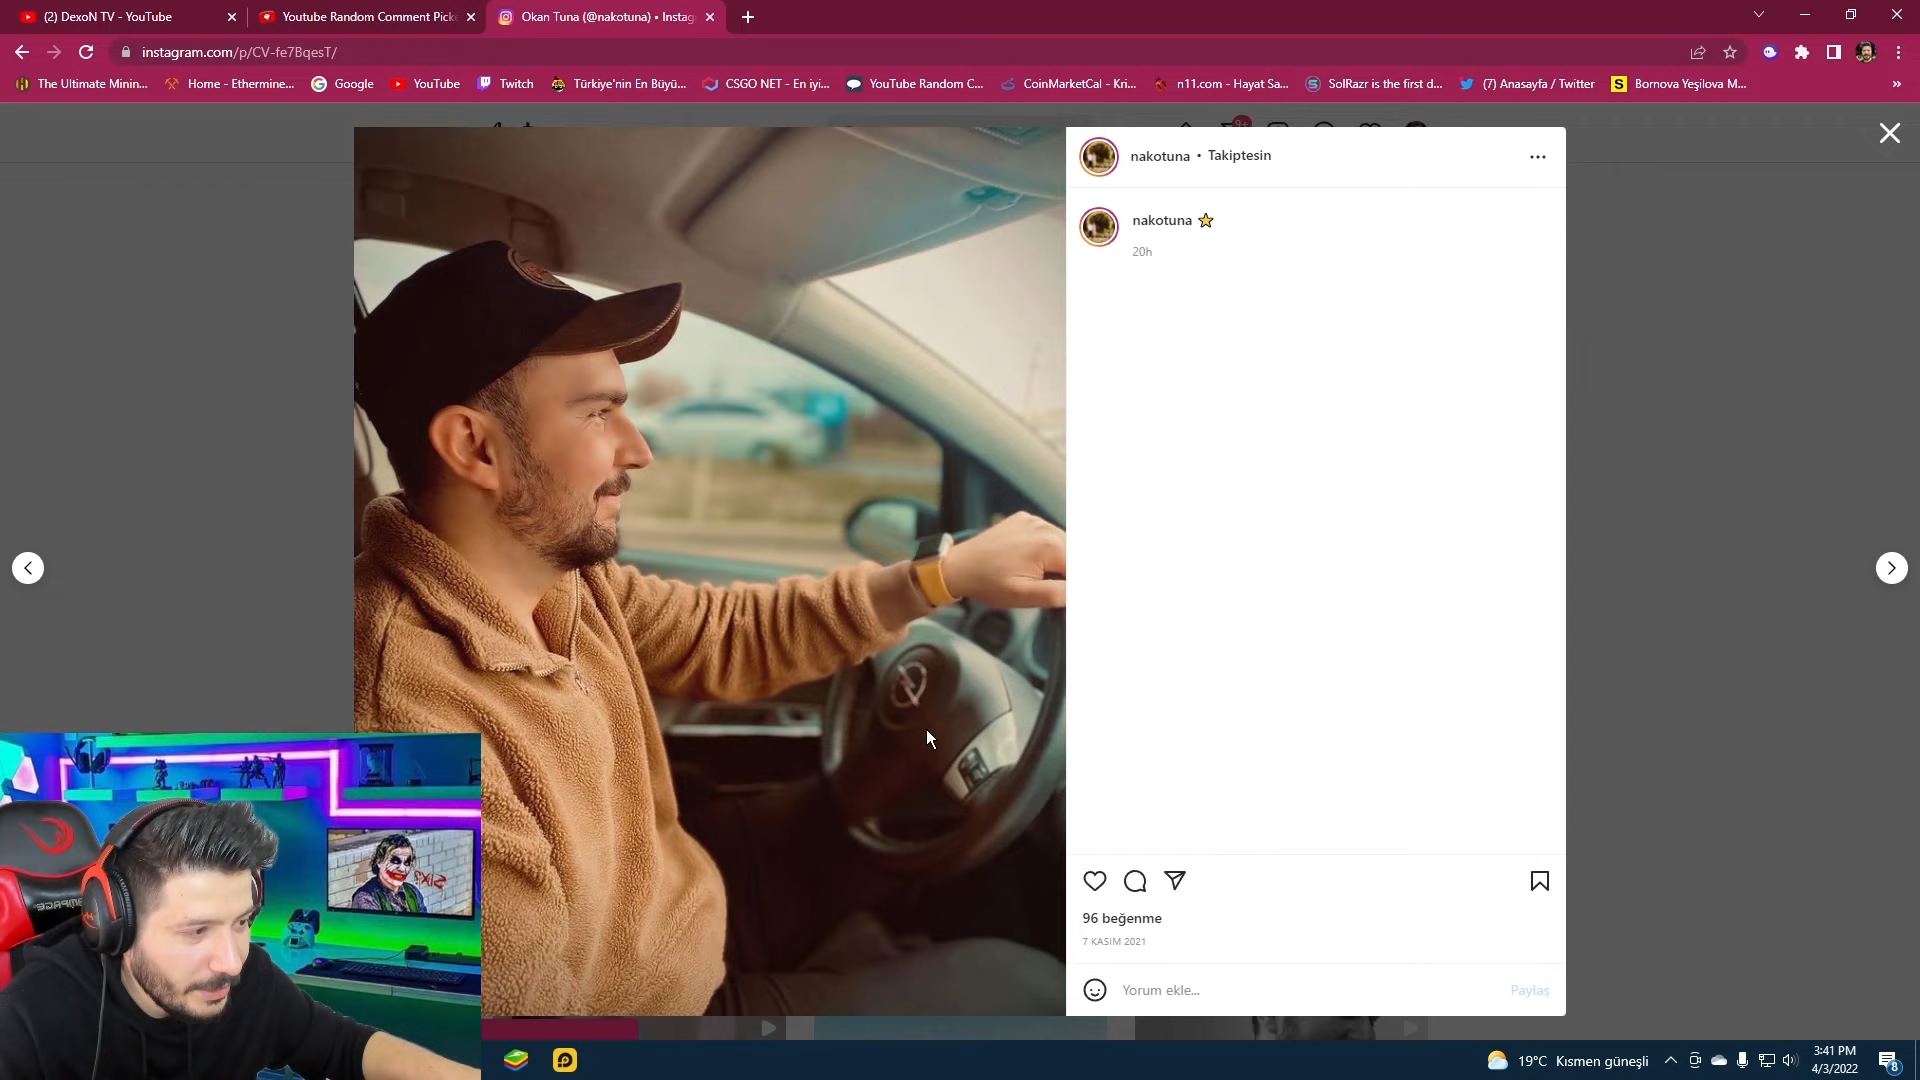 (2) DexoN TV - YouTube
Youtube Random Comment Picke
Okan Tuna (@nakotuna) • Instag
instagram.com/p/CV-fe7BqesT/
The Ultimate Minin...
Home - Ethermine...
Google
YouTube
Twitch
Türkiye'nin En Büyü...
CSGO NET - En iyi...
YouTube Random C...
CoinMarketCal - Kri...
n11.com - Hayat Sa...
SolRazr is the first d...
(7) Anasayfa / Twitter
S
Bornova Yeşilova M...
»
9+
nakotuna • Takiptesin
nakotuna ⭐
20h
96 beğenme
7 KASIM 2021
Yorum ekle...
Paylaş
19°C Kısmen güneşli
3:41 PM
4/3/2022
8